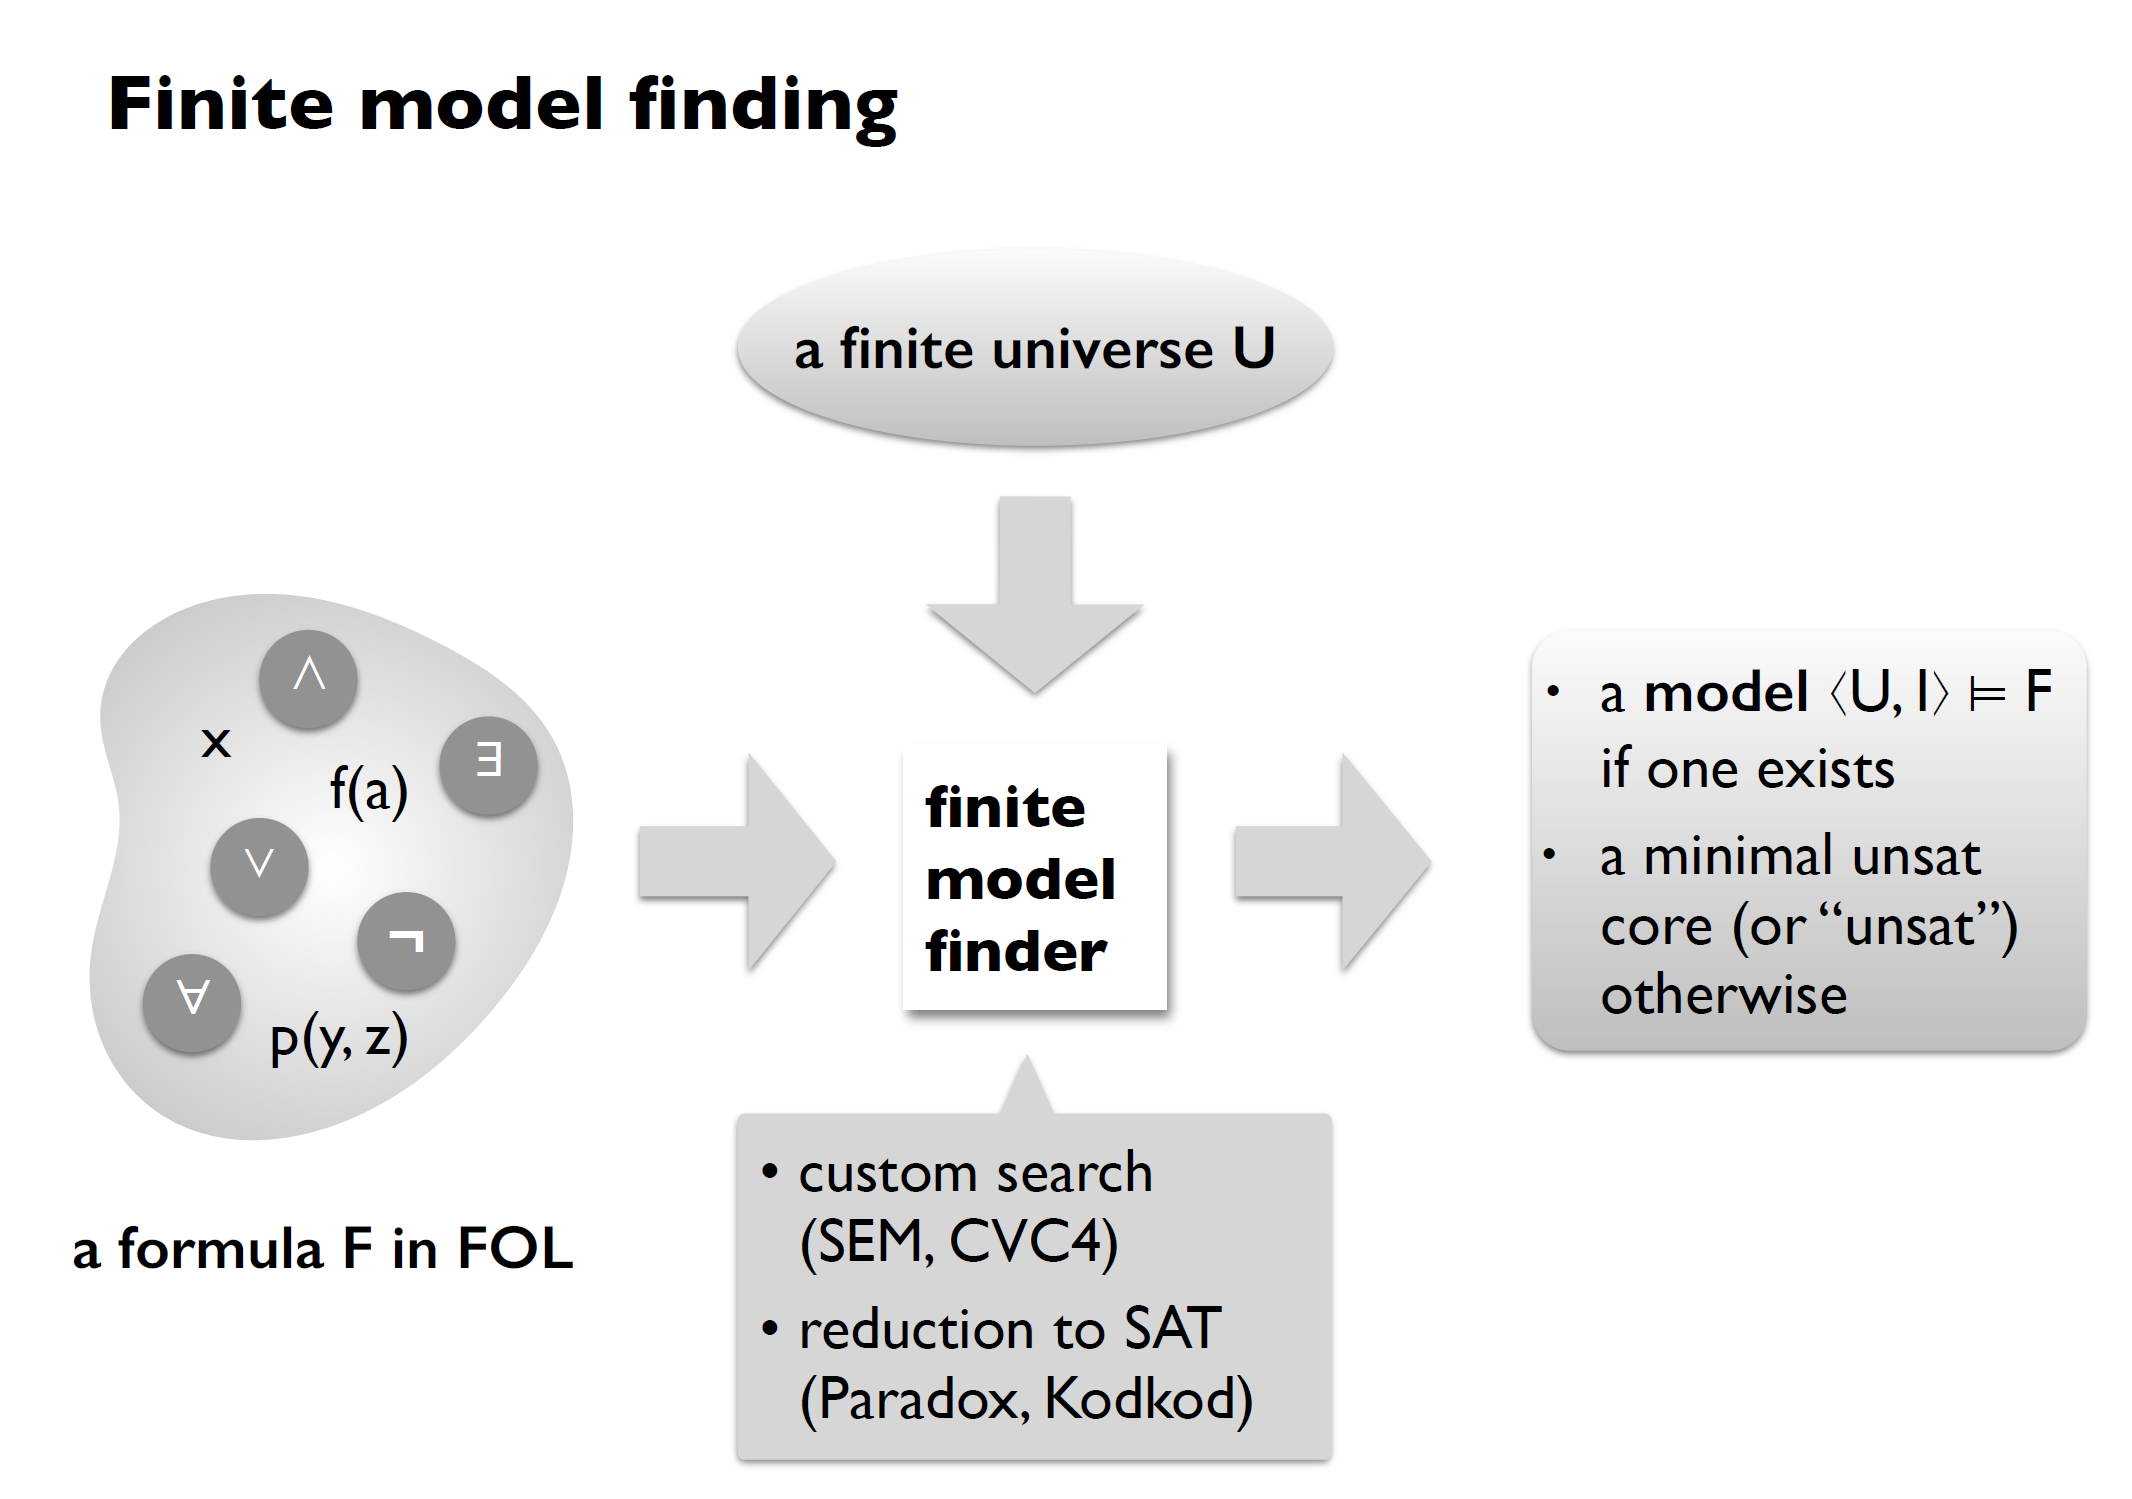 Finite model finding
a finite universe U
∧
x
∃
f(a)
∨
¬
∀
p(y, z)
a formula F in FOL
finite
model
finder
• a model ⟨U, I⟩ ⊨ F
if one exists
• a minimal unsat
core (or “unsat”)
otherwise
• custom search
(SEM, CVC4)
• reduction to SAT
(Paradox, Kodkod)